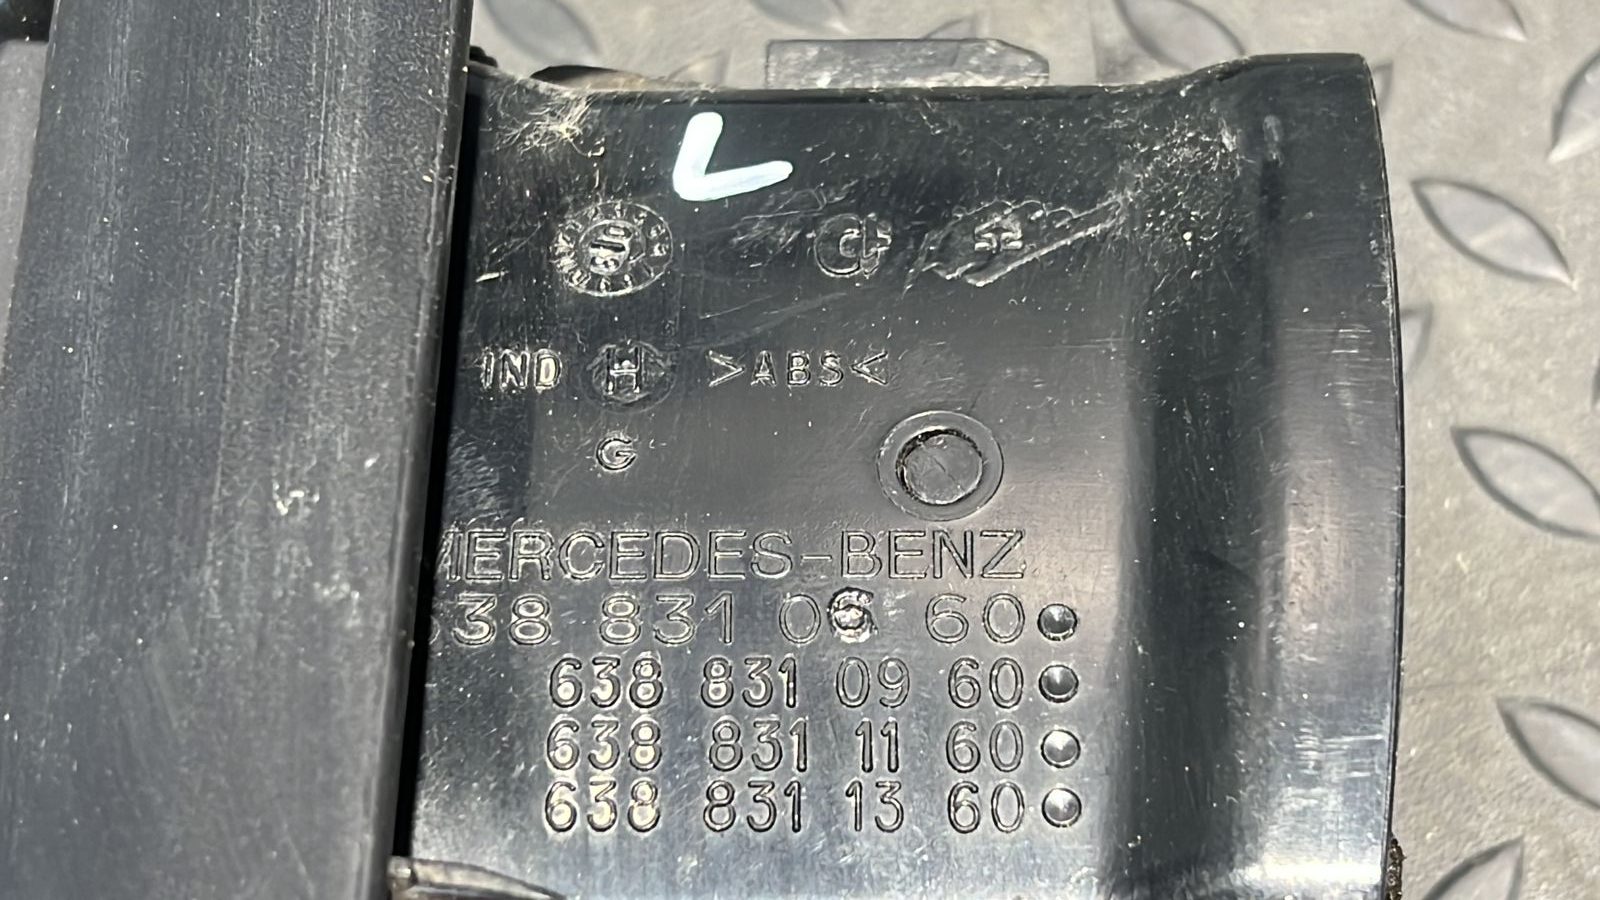 L
IND H >ABS<
G
MERCEDES-BENZ
638 831 06 60
638 831 09 60
638 831 11 60
638 831 13 60